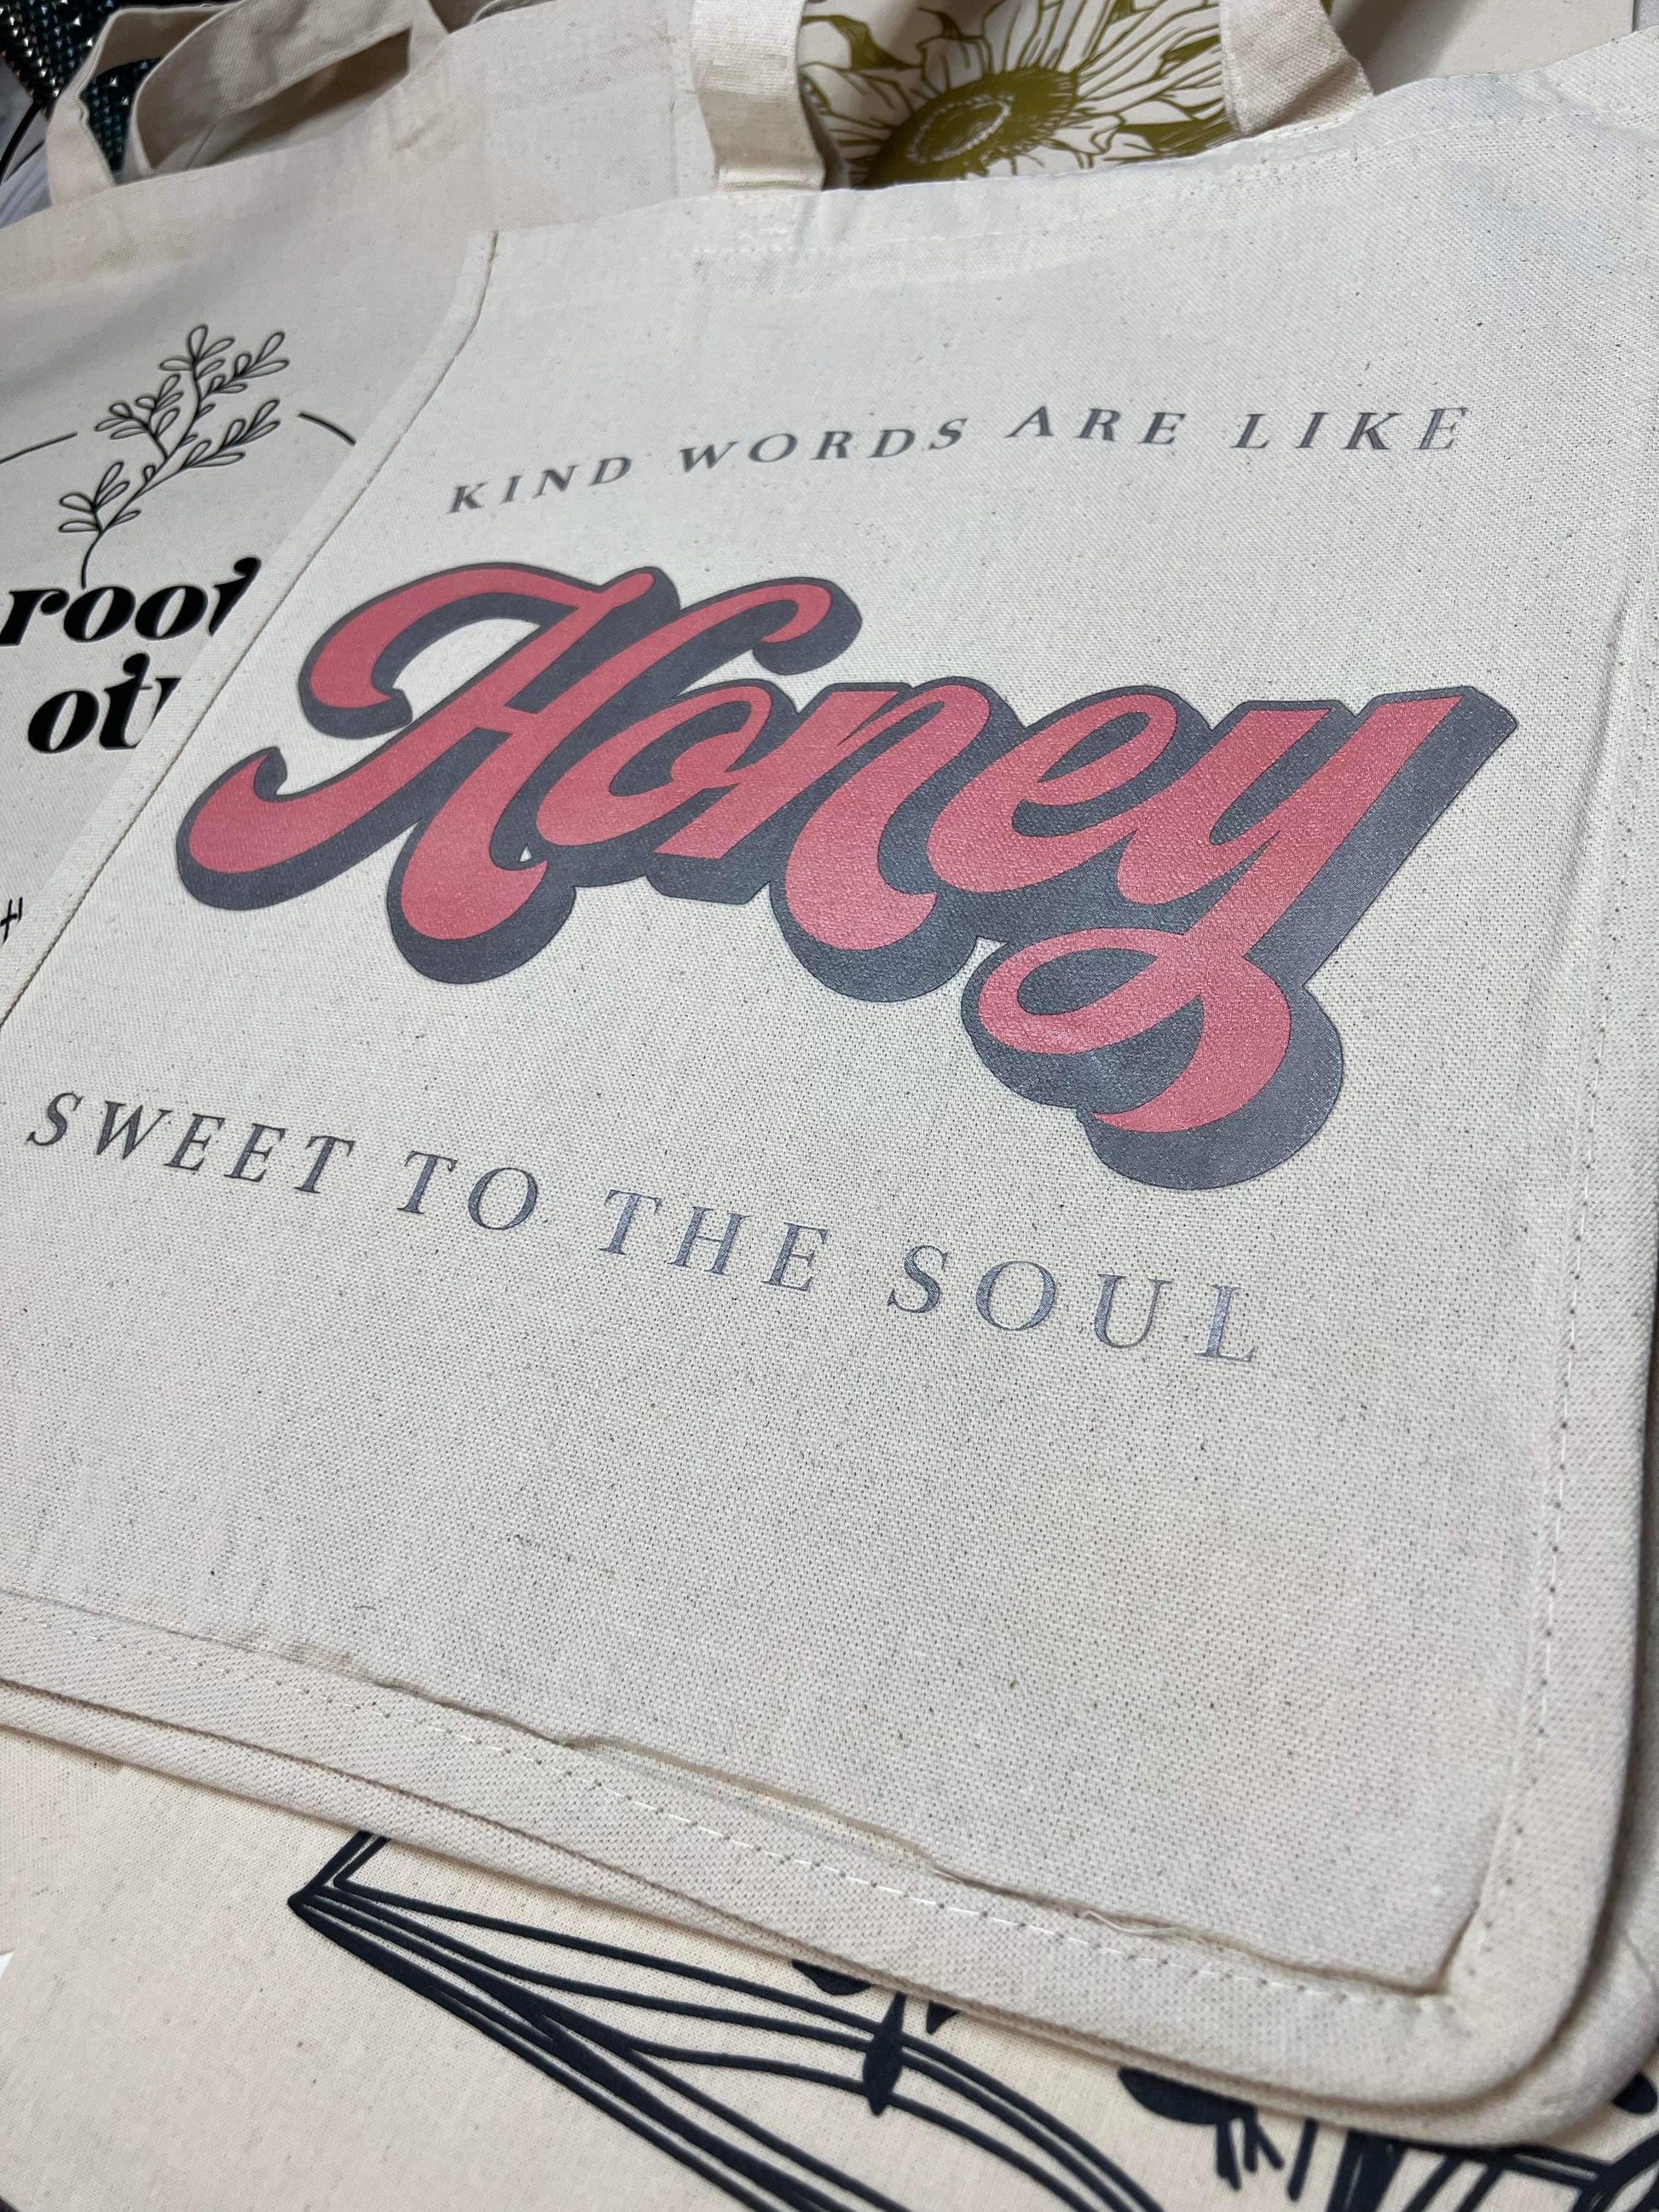 KIND WORDS ARE LIKE
Honey
SWEET TO THE SOUL